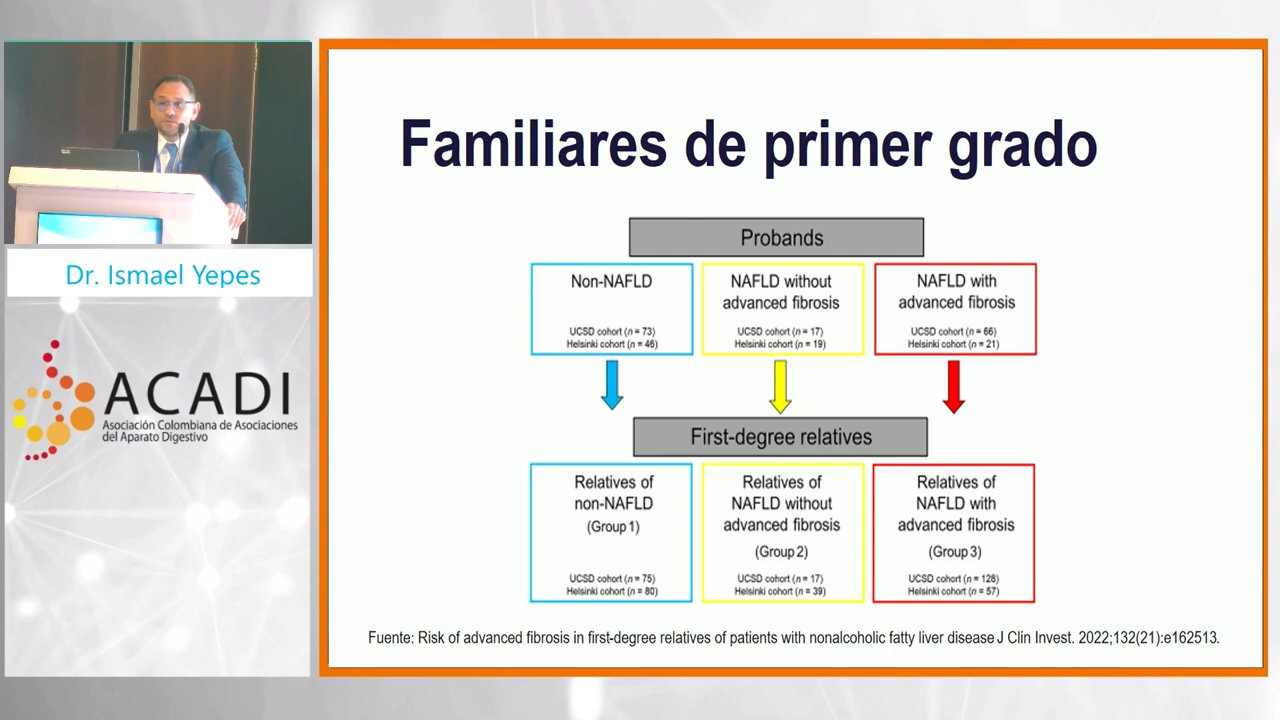 Familiares de primer grado
Probands
Non-NAFLD
UCSD cohort (n = 73)
Helsinki cohort (n = 46)
NAFLD without
advanced fibrosis
UCSD cohort (n = 17)
Helsinki cohort (n = 19)
NAFLD with
advanced fibrosis
UCSD cohort (n = 66)
Helsinki cohort (n = 21)
First-degree relatives
Relatives of
non-NAFLD
(Group 1)
UCSD cohort (n = 75)
Helsinki cohort (n = 80)
Relatives of
NAFLD without
advanced fibrosis
(Group 2)
UCSD cohort (n = 17)
Helsinki cohort (n = 39)
Relatives of
NAFLD with
advanced fibrosis
(Group 3)
UCSD cohort (n = 128)
Helsinki cohort (n = 57)
Fuente: Risk of advanced fibrosis in first-degree relatives of patients with nonalcoholic fatty liver disease J Clin Invest. 2022;132(21):e162513.
Dr. Ismael Yepes
ACADI
Asociación Colombiana de Asociaciones
del Aparato Digestivo